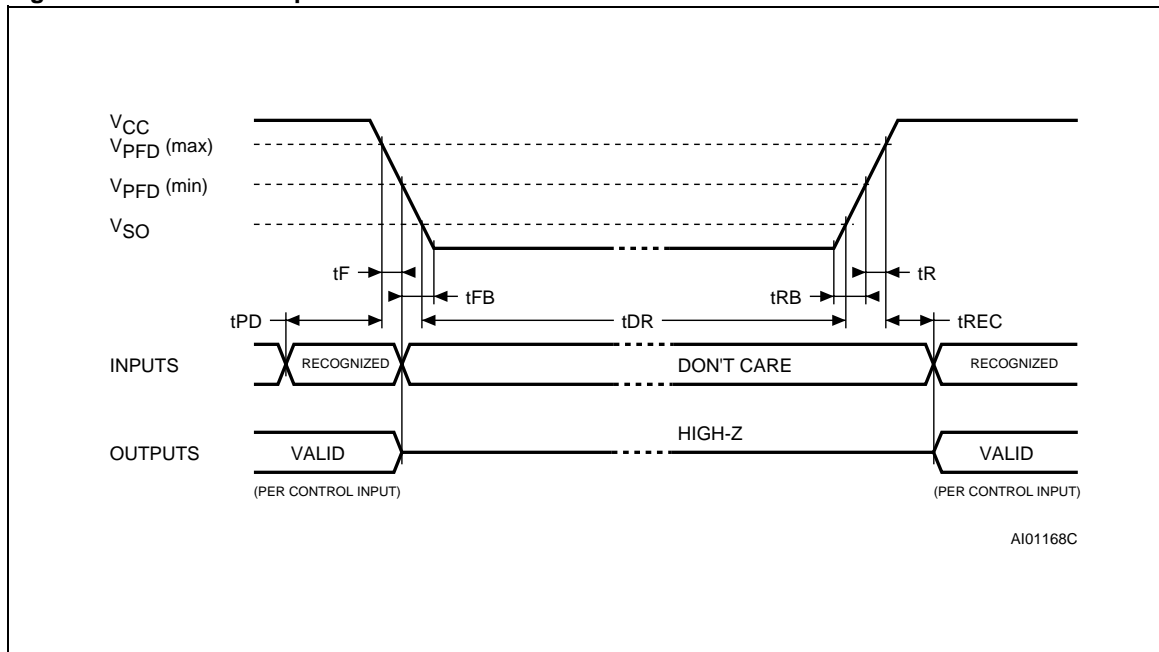 VCC
VPFD (max)
VPFD (min)
VSO
tF
tFB
tR
tRB
tPD
tDR
tREC
INPUTS
RECOGNIZED
DON'T CARE
RECOGNIZED
HIGH-Z
OUTPUTS
VALID
VALID
(PER CONTROL INPUT)
(PER CONTROL INPUT)
AI01168C